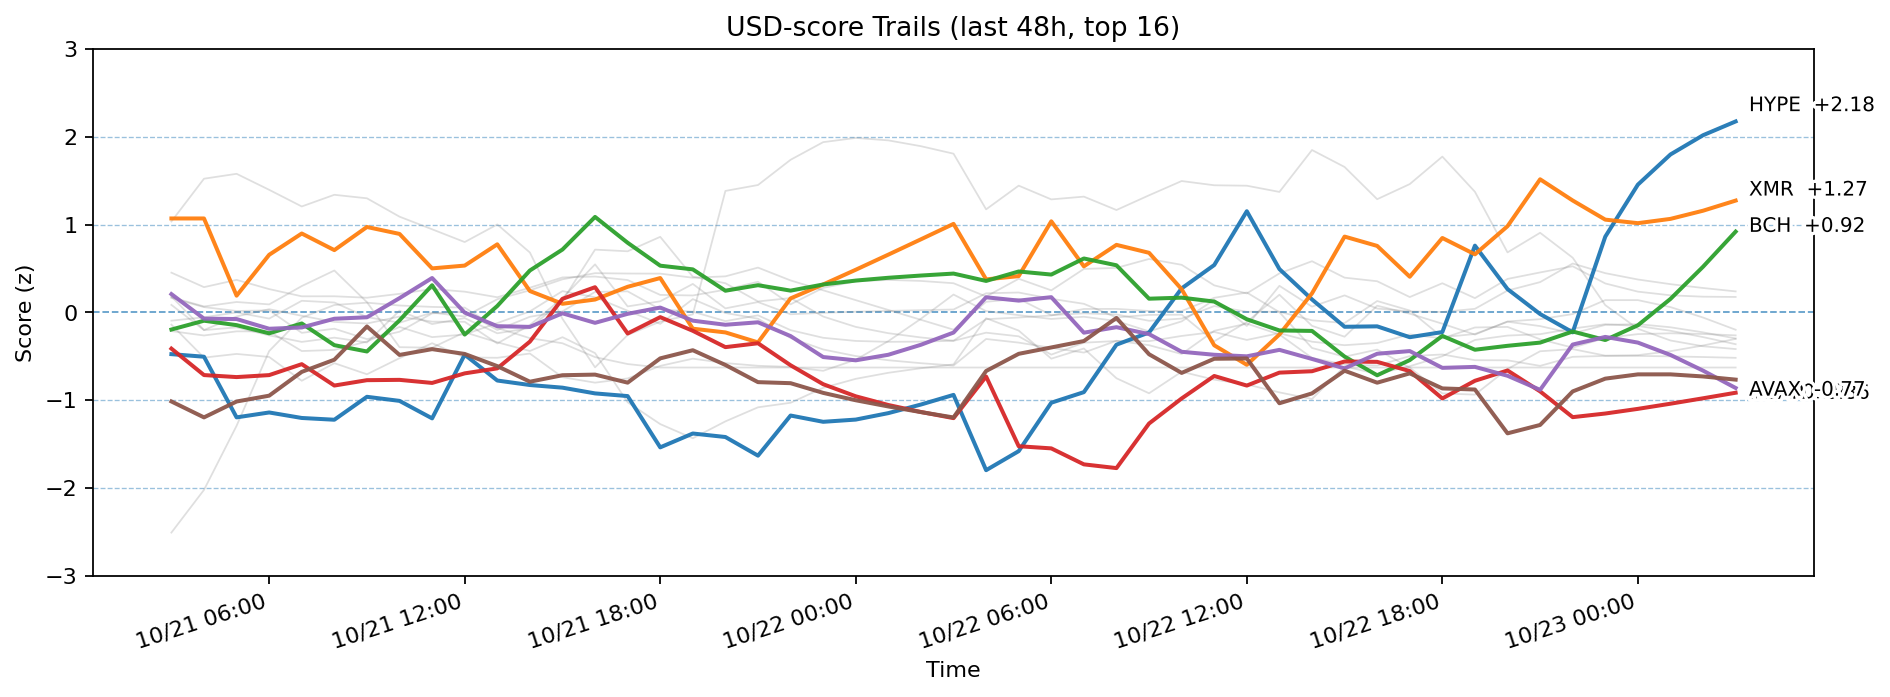 USD-score Trails (last 48h, top 16)
3
2
1
0
−1
−2
−3
Score (z)
HYPE +2.18
XMR +1.27
BCH +0.92
AVAX -0.77
10/21 06:00
10/21 12:00
10/21 18:00
10/22 00:00
10/22 06:00
10/22 12:00
10/22 18:00
10/23 00:00
Time